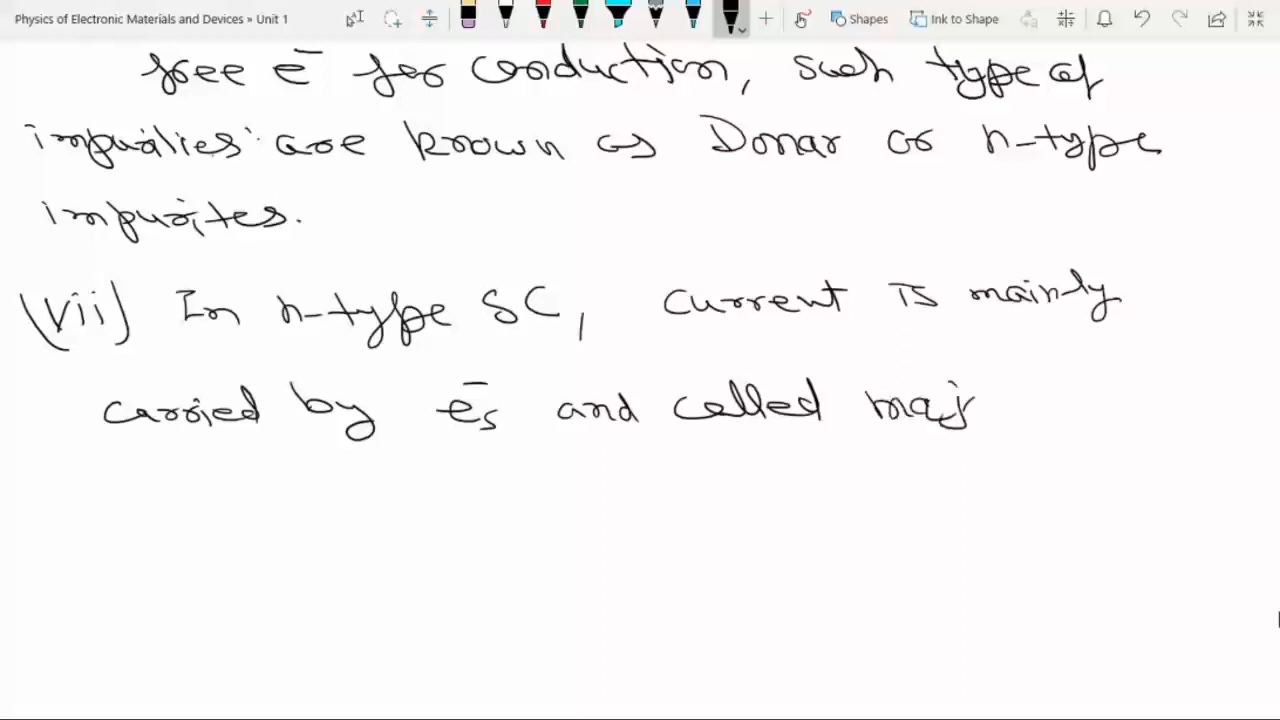 Physics of Electronic Materials and Devices » Unit 1
Shapes
Ink to Shape
free e⁻ for conduction, such type of
impurities are known as Donar or n-type
impurites.
(vii) In n-type SC, current is mainly
carried by e⁻s and called maj